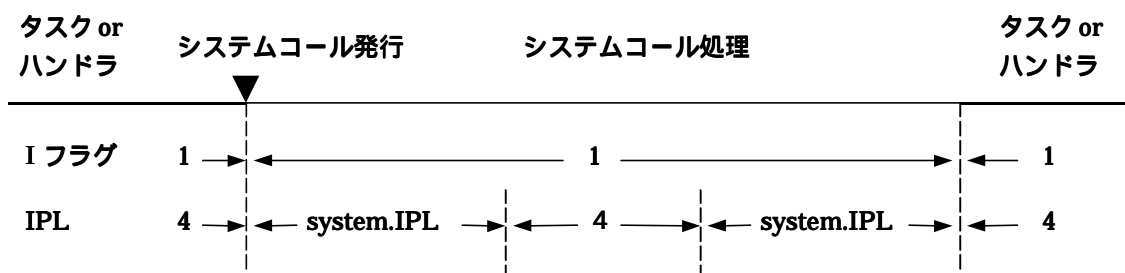 タスク or
ハンドラ
システムコール発行
システムコール処理
タスク or
ハンドラ
I フラグ 1 1 1
IPL 4 system.IPL 4 system.IPL 4